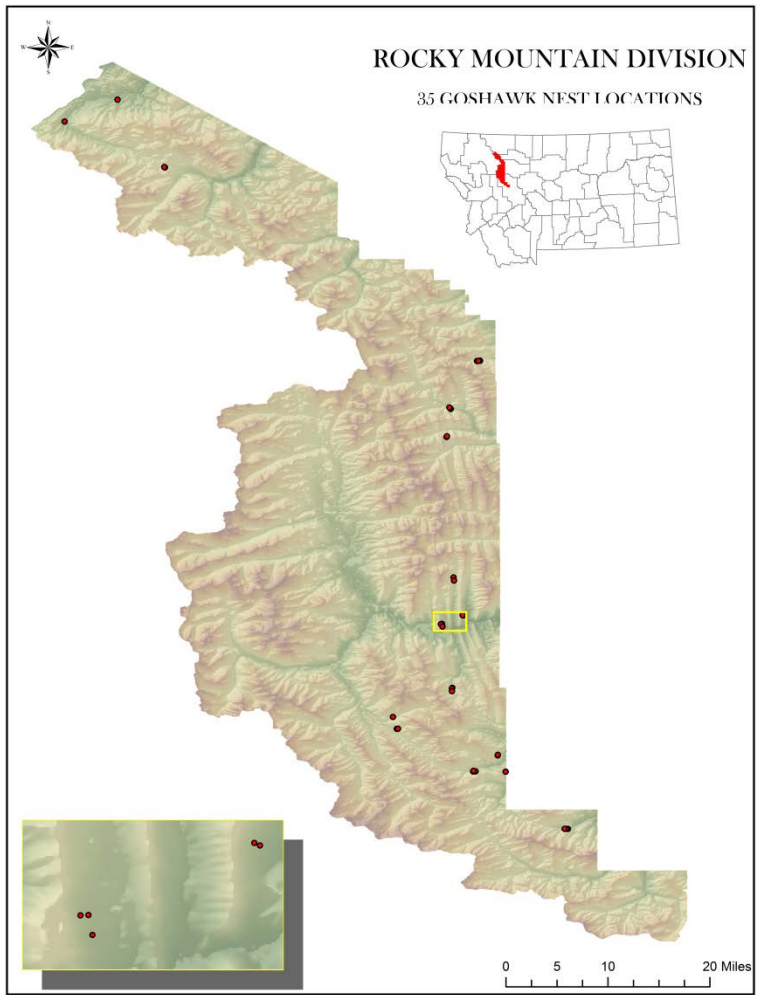 N
W E
S
ROCKY MOUNTAIN DIVISION
35 GOSHAWK NEST LOCATIONS
0 5 10 20 Miles